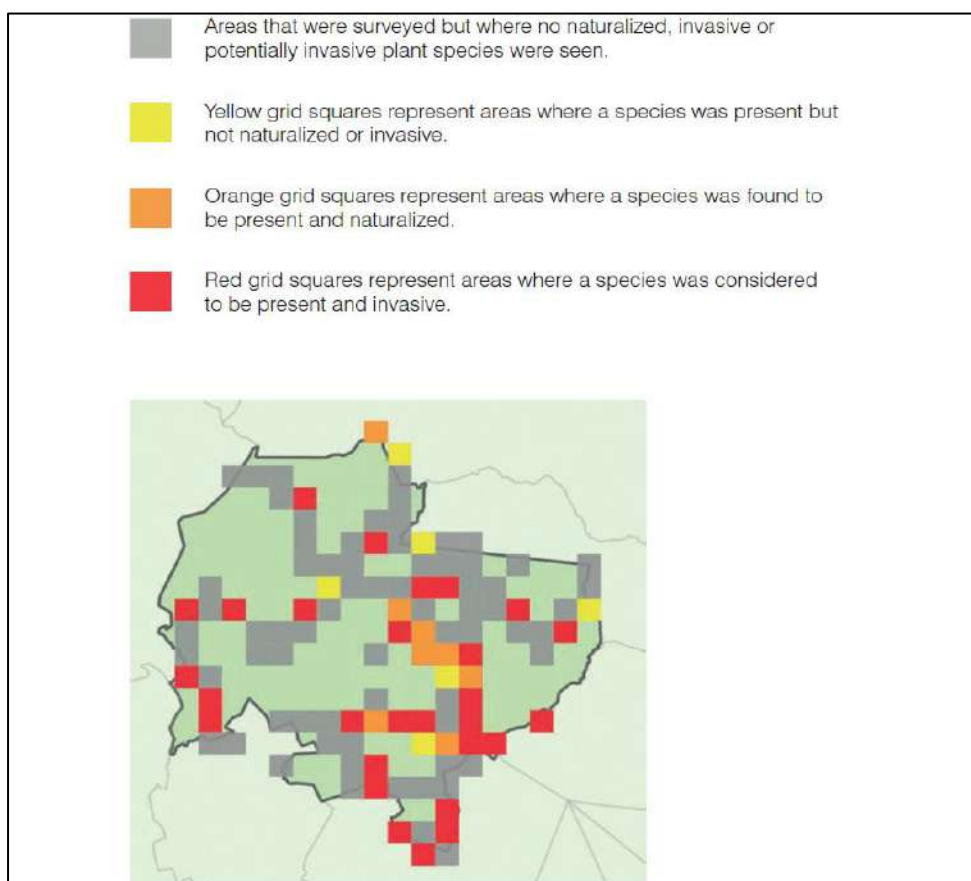 Areas that were surveyed but where no naturalized, invasive or
potentially invasive plant species were seen.
Yellow grid squares represent areas where a species was present but
not naturalized or invasive.
Orange grid squares represent areas where a species was found to
be present and naturalized.
Red grid squares represent areas where a species was considered
to be present and invasive.